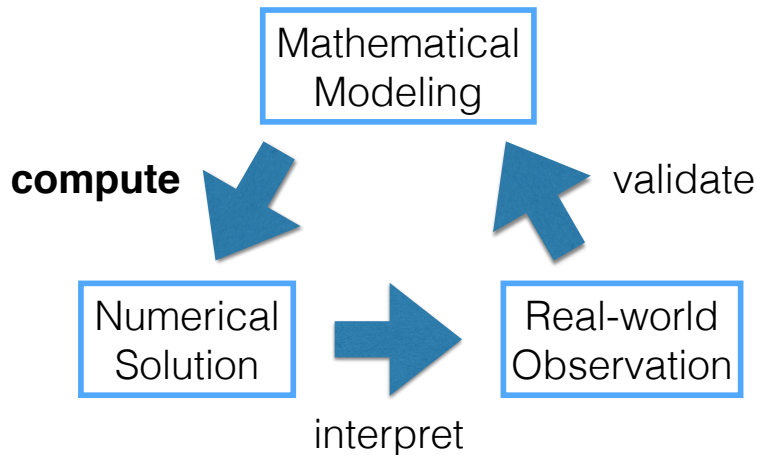 Mathematical
Modeling
compute
validate
Numerical
Solution
Real-world
Observation
interpret